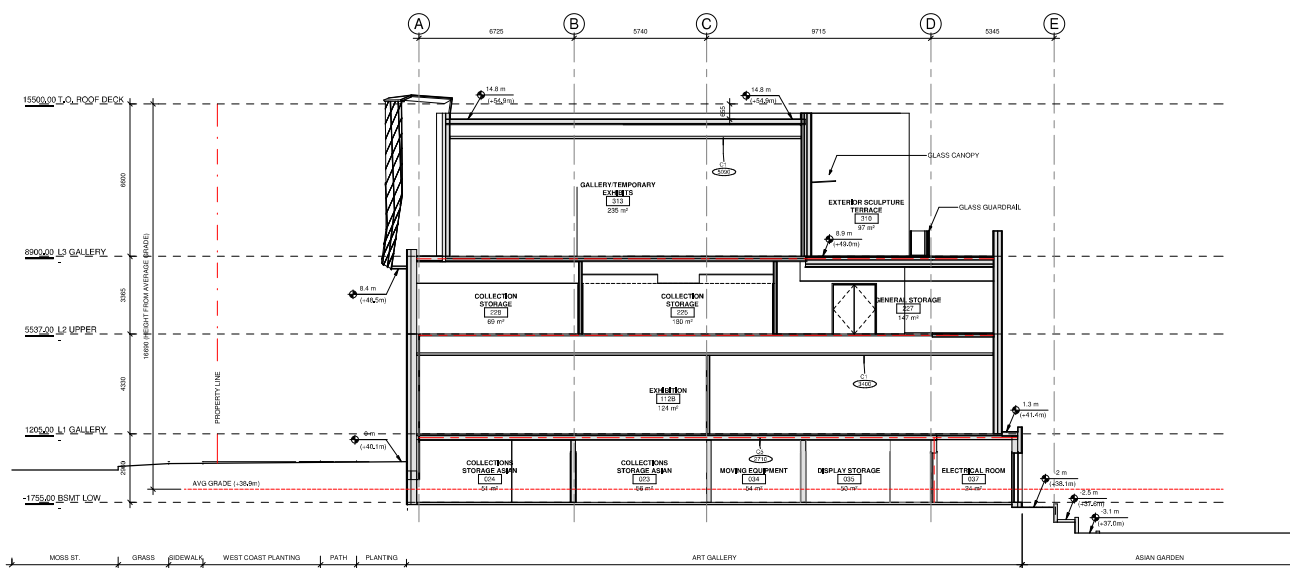 A B C D E
6725 5740 9715 5345
15500.00 T.O. ROOF DECK
14.8 m
(+54.9m)
14.8 m
(+54.9m)
655
6600
C1
5090
GLASS CANOPY
GALLERY/TEMPORARY
EXHIBITS
313
235 m²
EXTERIOR SCULPTURE
TERRACE
310
97 m²
GLASS GUARDRAIL
8.9 m
(+49.0m)
8900.00 L3 GALLERY
8.4 m
(+48.5m)
3365
COLLECTION
STORAGE
228
69 m²
COLLECTION
STORAGE
225
180 m²
GENERAL STORAGE
227
147 m²
5537.00 L2 UPPER
16690 (HEIGHT FROM AVERAGE GRADE)
PROPERTY LINE
4330
C1
3400
EXHIBITION
112B
124 m²
1.3 m
(+41.4m)
1205.00 L1 GALLERY
0 m
(+40.1m)
C3
2710
COLLECTIONS
STORAGE ASIAN
024
51 m²
COLLECTIONS
STORAGE ASIAN
023
56 m²
MOVING EQUIPMENT
034
54 m²
DISPLAY STORAGE
035
50 m²
ELECTRICAL ROOM
037
24 m²
AVG GRADE (+38.9m)
-1755.00 BSMT LOW
-2 m
(+38.1m)
-2.5 m
(+37.6m)
-3.1 m
(+37.0m)
MOSS ST. GRASS SIDEWALK WEST COAST PLANTING PATH PLANTING ART GALLERY ASIAN GARDEN